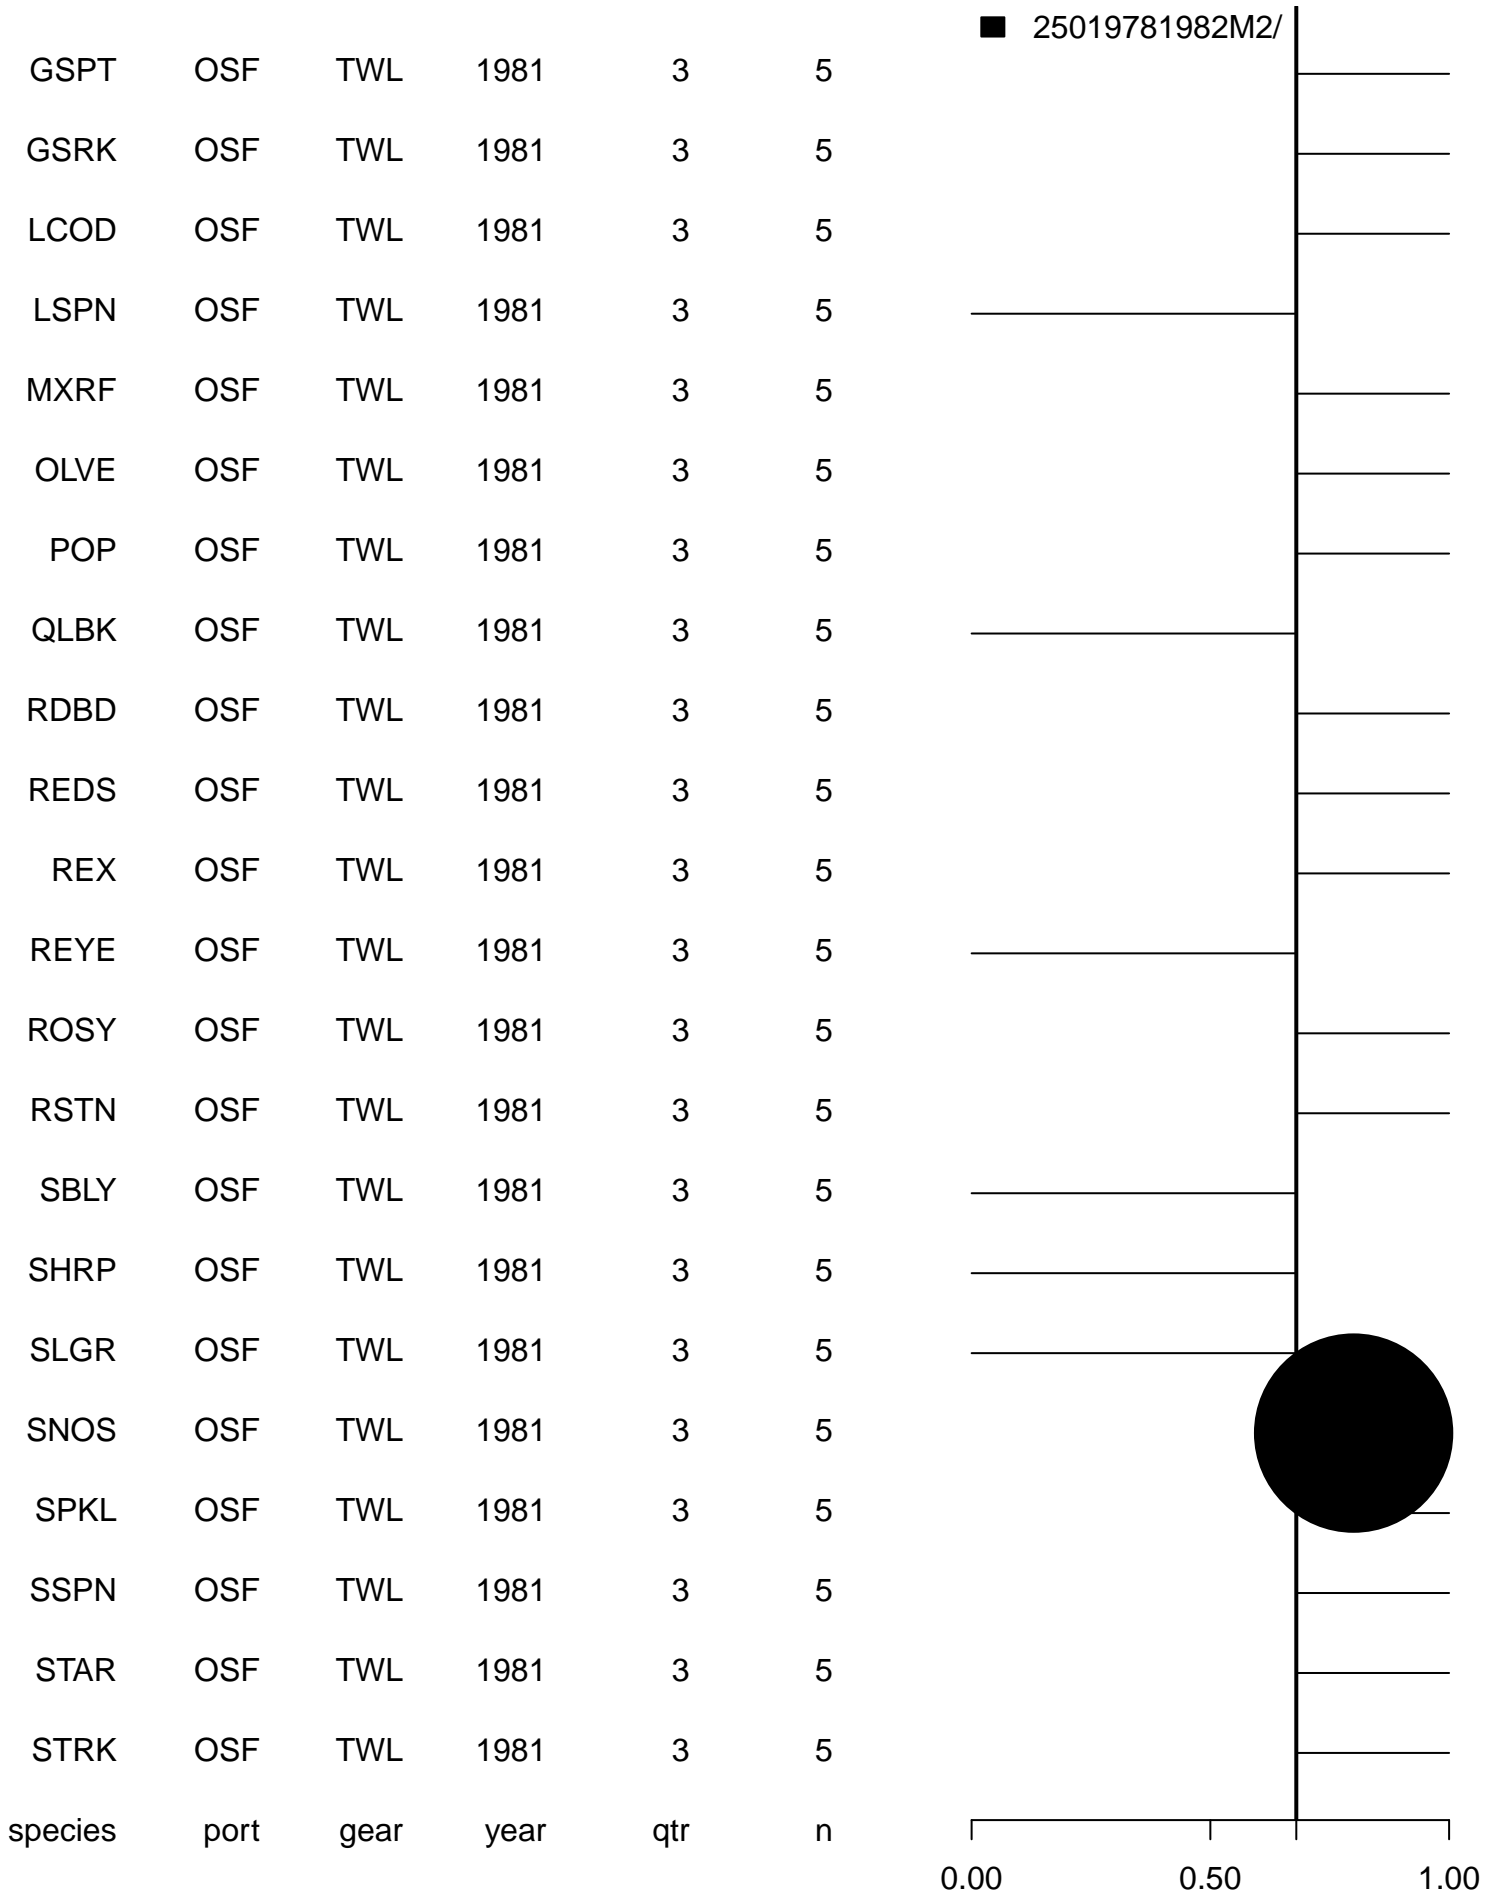 25019781982M2/
GSPT OSF TWL 1981 3 5
GSRK OSF TWL 1981 3 5
LCOD OSF TWL 1981 3 5
LSPN OSF TWL 1981 3 5
MXRF OSF TWL 1981 3 5
OLVE OSF TWL 1981 3 5
POP OSF TWL 1981 3 5
QLBK OSF TWL 1981 3 5
RDBD OSF TWL 1981 3 5
REDS OSF TWL 1981 3 5
REX OSF TWL 1981 3 5
REYE OSF TWL 1981 3 5
ROSY OSF TWL 1981 3 5
RSTN OSF TWL 1981 3 5
SBLY OSF TWL 1981 3 5
SHRP OSF TWL 1981 3 5
SLGR OSF TWL 1981 3 5
SNOS OSF TWL 1981 3 5
SPKL OSF TWL 1981 3 5
SSPN OSF TWL 1981 3 5
STAR OSF TWL 1981 3 5
STRK OSF TWL 1981 3 5
species port gear year qtr n
0.00 0.50 1.00